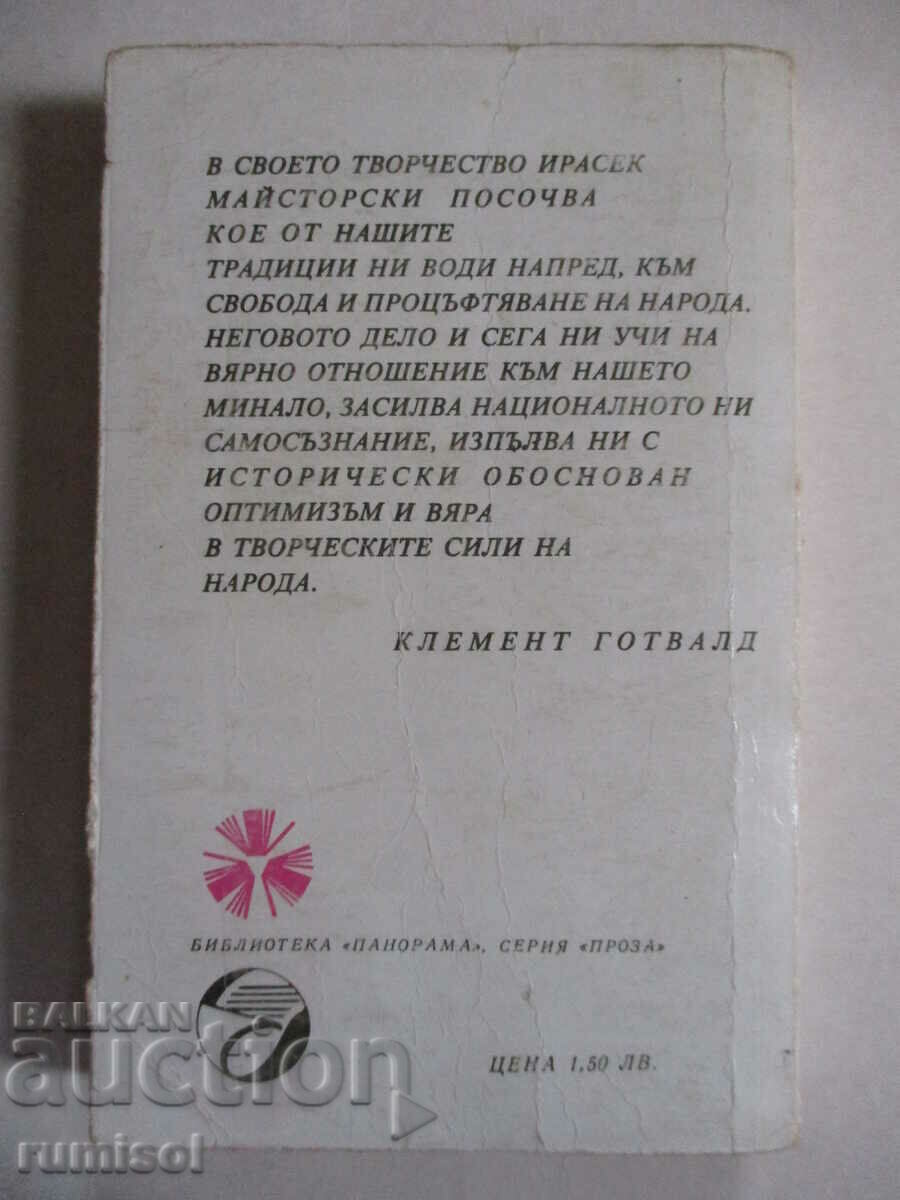 В СВОЕТО ТВОРЧЕСТВО ИРАСЕК
МАЙСТОРСКИ ПОСОЧВА
КОЕ ОТ НАШИТЕ
ТРАДИЦИИ НИ ВОДИ НАПРЕД, КЪМ
СВОБОДА И ПРОЦЪФТЯВАНЕ НА НАРОДА.
НЕГОВОТО ДЕЛО И СЕГА НИ УЧИ НА
ВЯРНО ОТНОШЕНИЕ КЪМ НАШЕТО
МИНАЛО, ЗАСИЛВА НАЦИОНАЛНОТО НИ
САМОСЪЗНАНИЕ, ИЗПЪЛВА НИ С
ИСТОРИЧЕСКИ ОБОСНОВАН
ОПТИМИЗЪМ И ВЯРА
В ТВОРЧЕСКИТЕ СИЛИ НА
НАРОДА.
КЛЕМЕНТ ГОТВАЛД
БИБЛИОТЕКА «ПАНОРАМА», СЕРИЯ «ПРОЗА»
BALKAN
auction
ЦЕНА 1,50 ЛВ.
rumisol